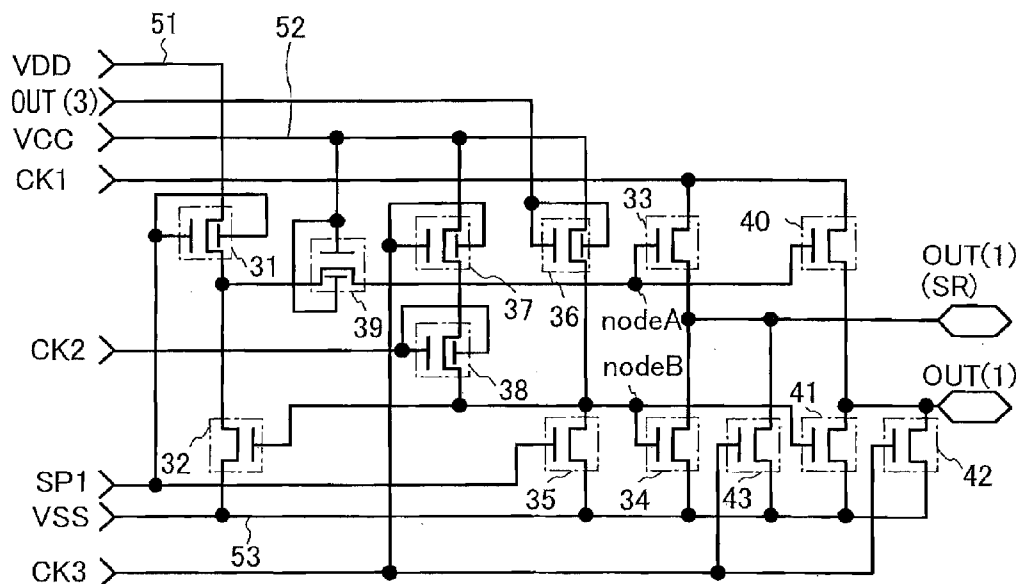 51
52
VDD
OUT (3)
VCC
CK1
33
40
OUT(1)
(SR)
31
39
37
36
nodeA
CK2
nodeB
OUT(1)
38
41
32
SP1
35
34
43
42
VSS
53
CK3